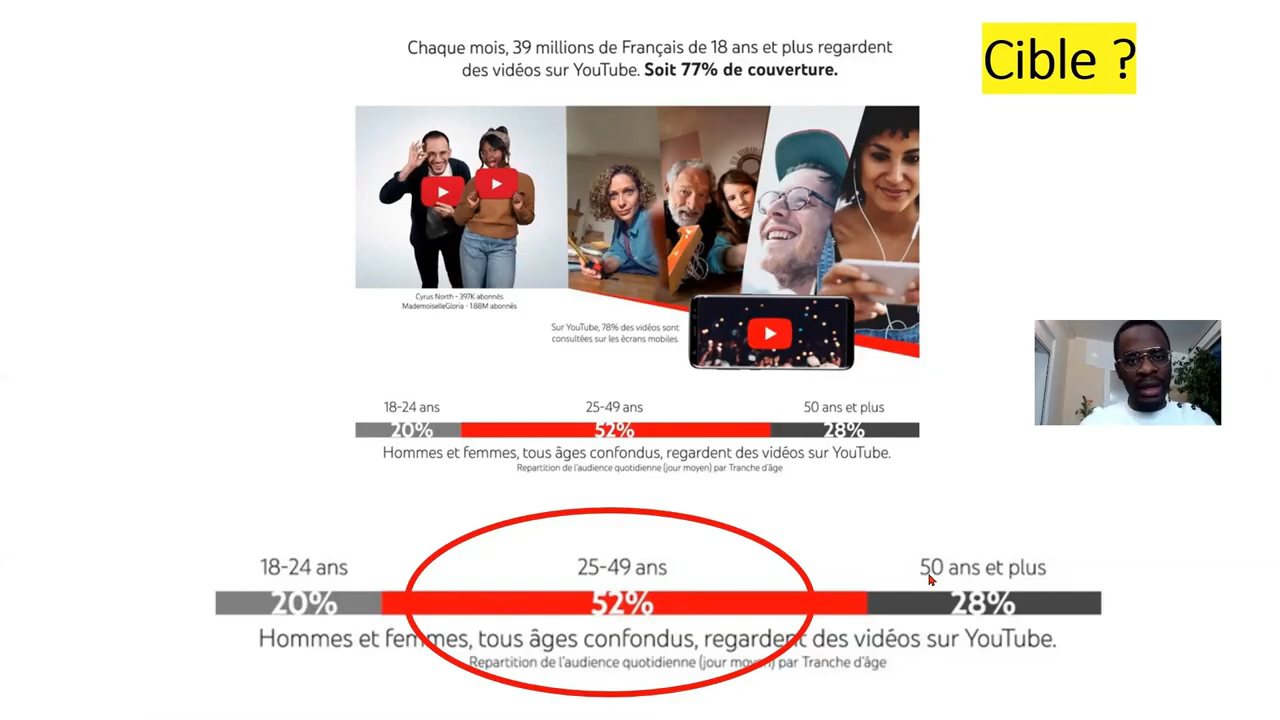 Chaque mois, 39 millions de Français de 18 ans et plus regardent
des vidéos sur YouTube. Soit 77% de couverture.
Cible ?
Cyrus North - 397K abonnés
MademoiselleGloria - 1.88M abonnés
Sur YouTube, 78% des vidéos sont
consultées sur les écrans mobiles.
18-24 ans 25-49 ans 50 ans et plus
20% 52% 28%
Hommes et femmes, tous âges confondus, regardent des vidéos sur YouTube.
Repartition de l'audience quotidienne (jour moyen) par Tranche d'âge
18-24 ans 25-49 ans 50 ans et plus
20% 52% 28%
Hommes et femmes, tous âges confondus, regardent des vidéos sur YouTube.
Repartition de l'audience quotidienne (jour moyen) par Tranche d'âge